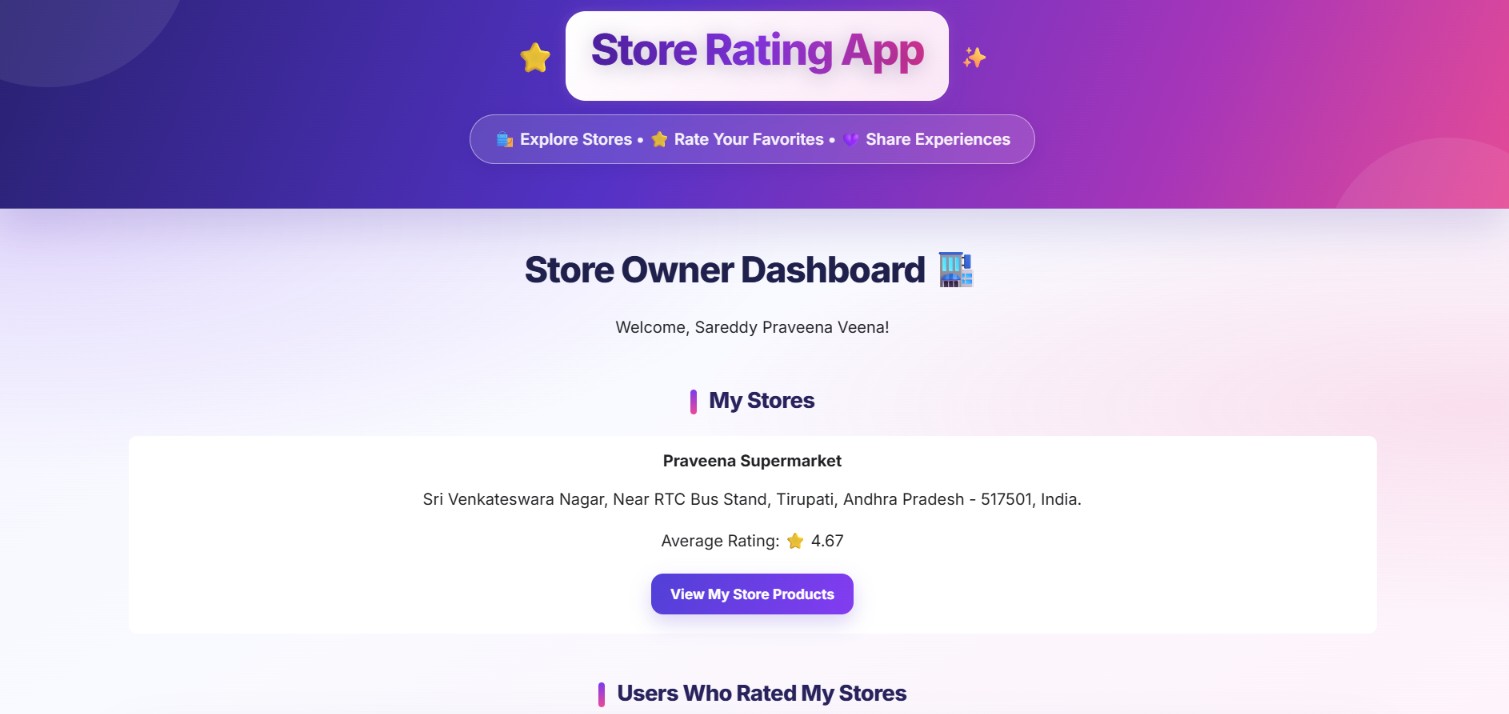 Store Rating App
Explore Stores • ⭐ Rate Your Favorites • 💜 Share Experiences
Store Owner Dashboard
Welcome, Sareddy Praveena Veena!
My Stores
Praveena Supermarket
Sri Venkateswara Nagar, Near RTC Bus Stand, Tirupati, Andhra Pradesh - 517501, India.
Average Rating: ⭐ 4.67
View My Store Products
Users Who Rated My Stores